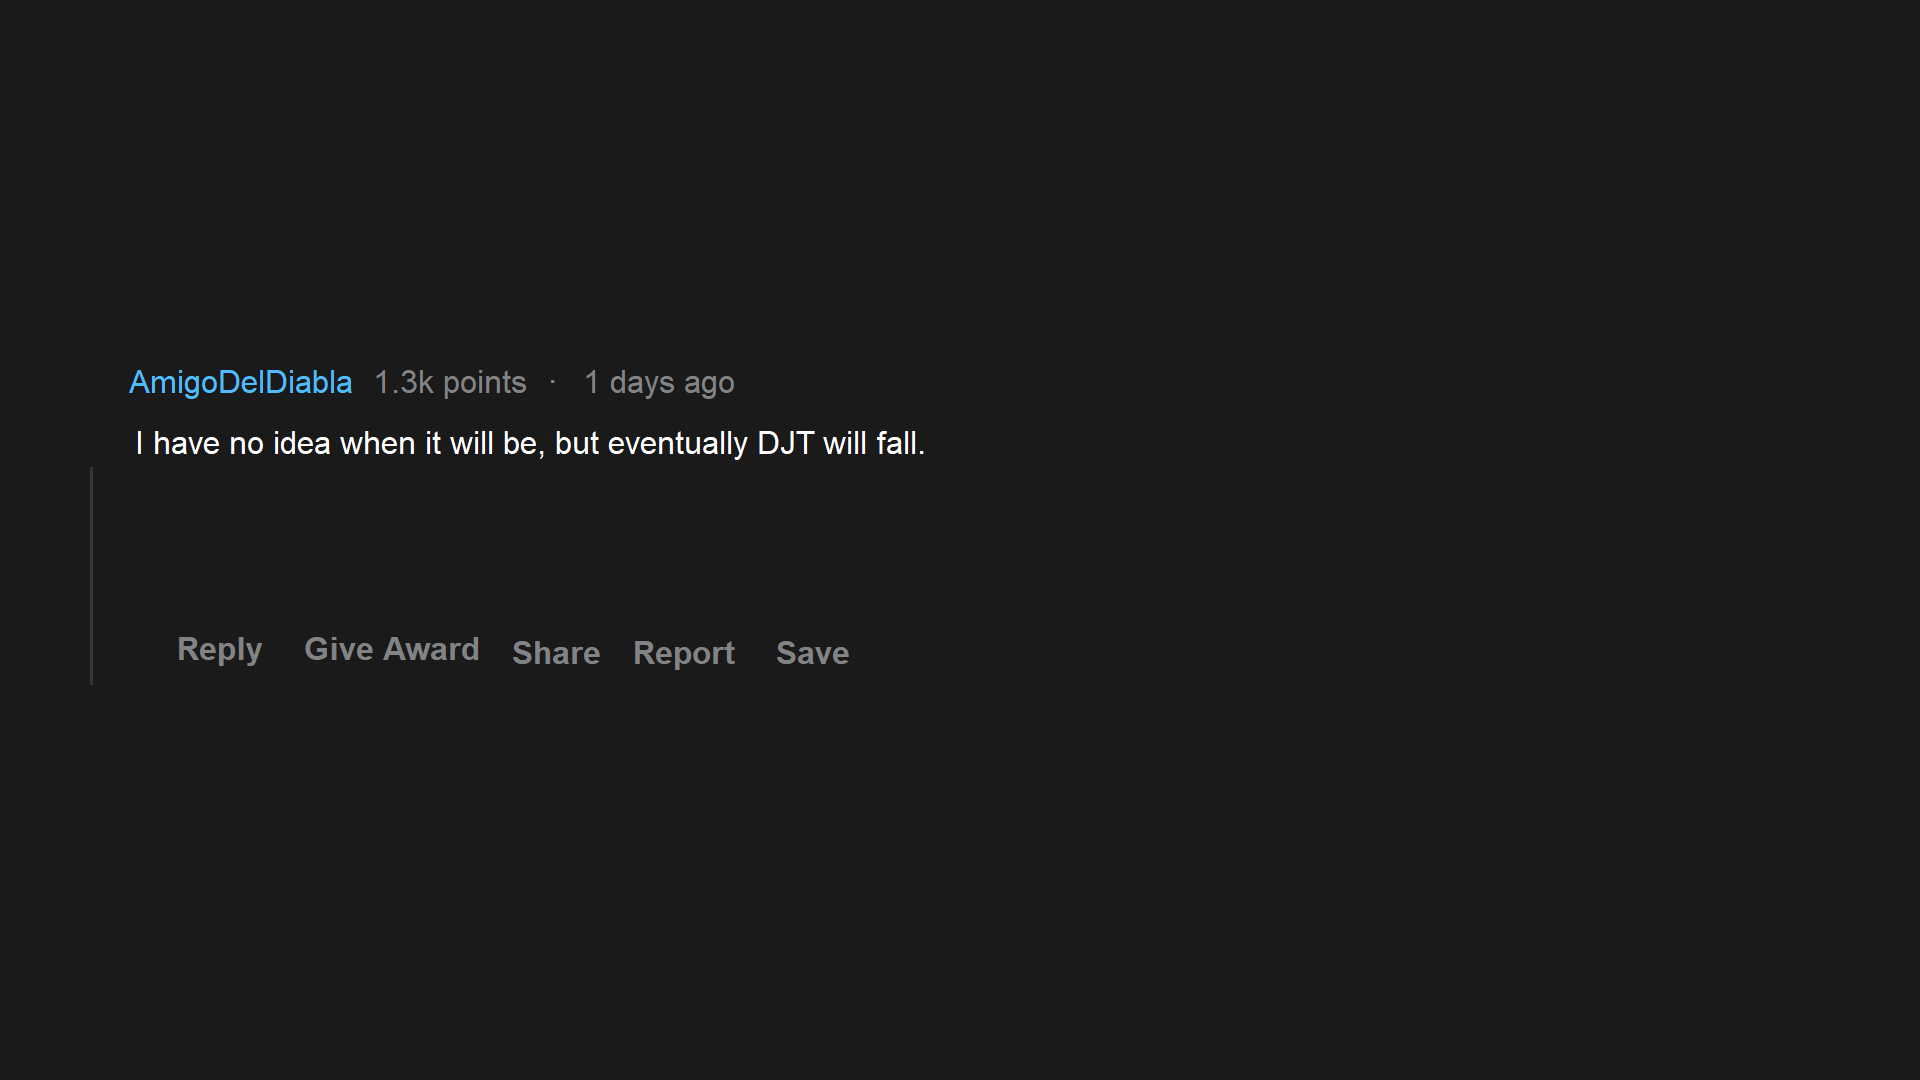 AmigoDelDiabla 1.3k points · 1 days ago
I have no idea when it will be, but eventually DJT will fall.
Reply Give Award Share Report Save